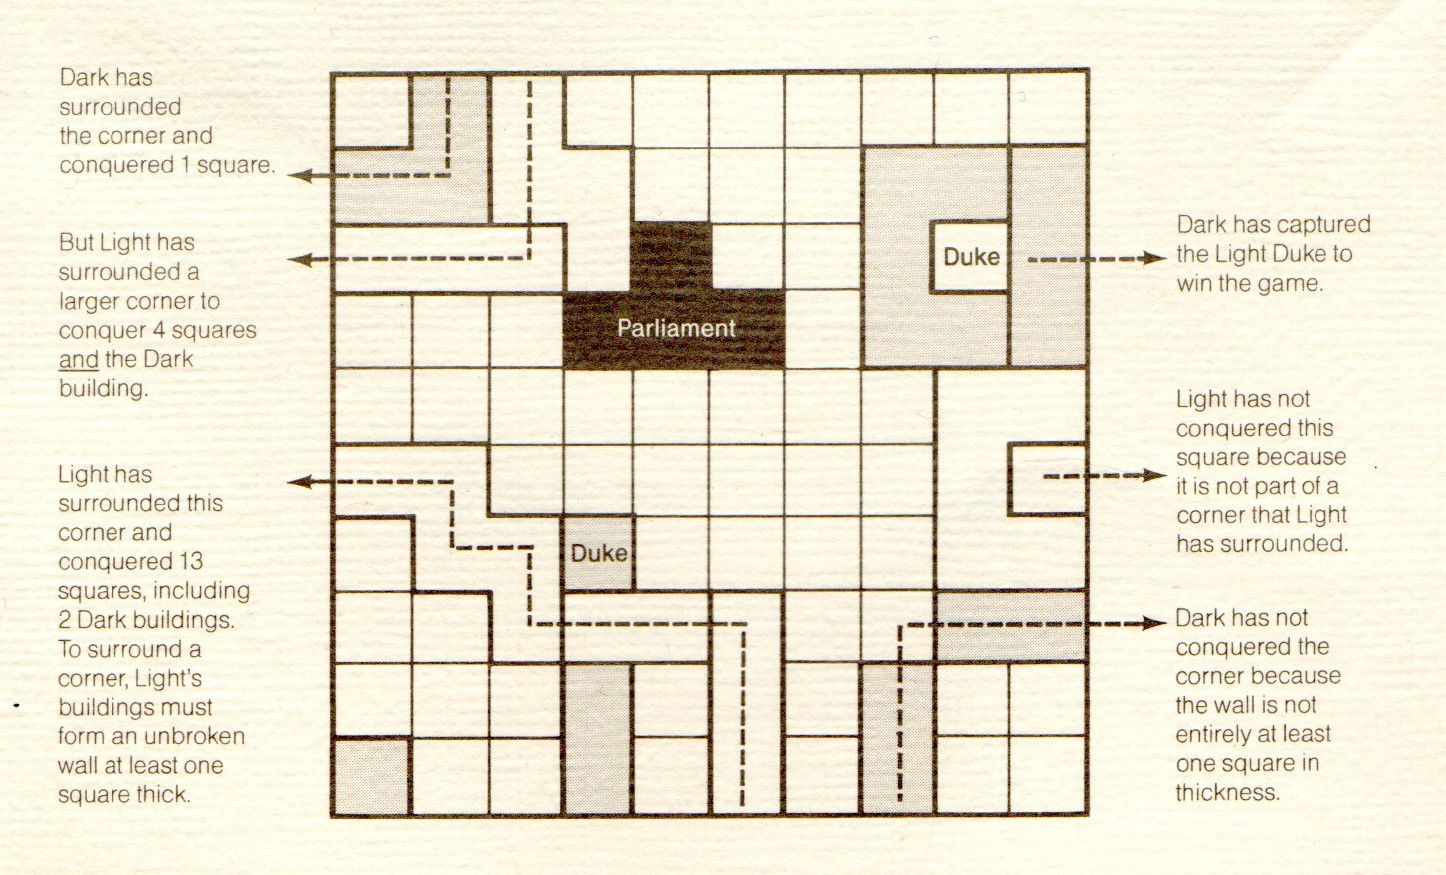 Dark has
surrounded
the corner and
conquered 1 square.
But Light has
surrounded a
larger corner to
conquer 4 squares
and the Dark
building.
Light has
surrounded this
corner and
conquered 13
squares, including
2 Dark buildings.
To surround a
corner, Light's
buildings must
form an unbroken
wall at least one
square thick.
Duke
Parliament
Duke
Dark has captured
the Light Duke to
win the game.
Light has not
conquered this
square because
it is not part of a
corner that Light
has surrounded.
Dark has not
conquered the
corner because
the wall is not
entirely at least
one square in
thickness.